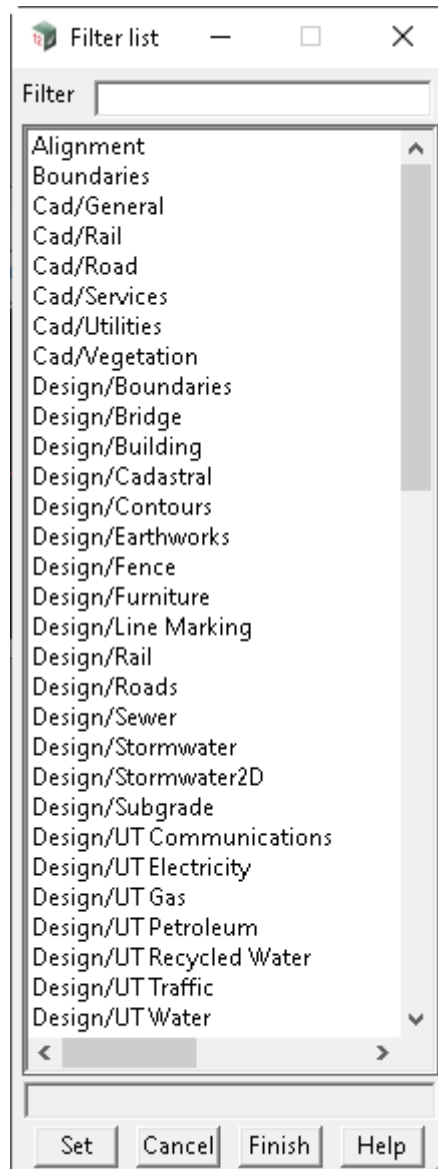 Filter list
Filter
Alignment
Boundaries
Cad/General
Cad/Rail
Cad/Road
Cad/Services
Cad/Utilities
Cad/Vegetation
Design/Boundaries
Design/Bridge
Design/Building
Design/Cadastral
Design/Contours
Design/Earthworks
Design/Fence
Design/Furniture
Design/Line Marking
Design/Rail
Design/Roads
Design/Sewer
Design/Stormwater
Design/Stormwater2D
Design/Subgrade
Design/UT Communications
Design/UT Electricity
Design/UT Gas
Design/UT Petroleum
Design/UT Recycled Water
Design/UT Traffic
Design/UT Water
Set Cancel Finish Help